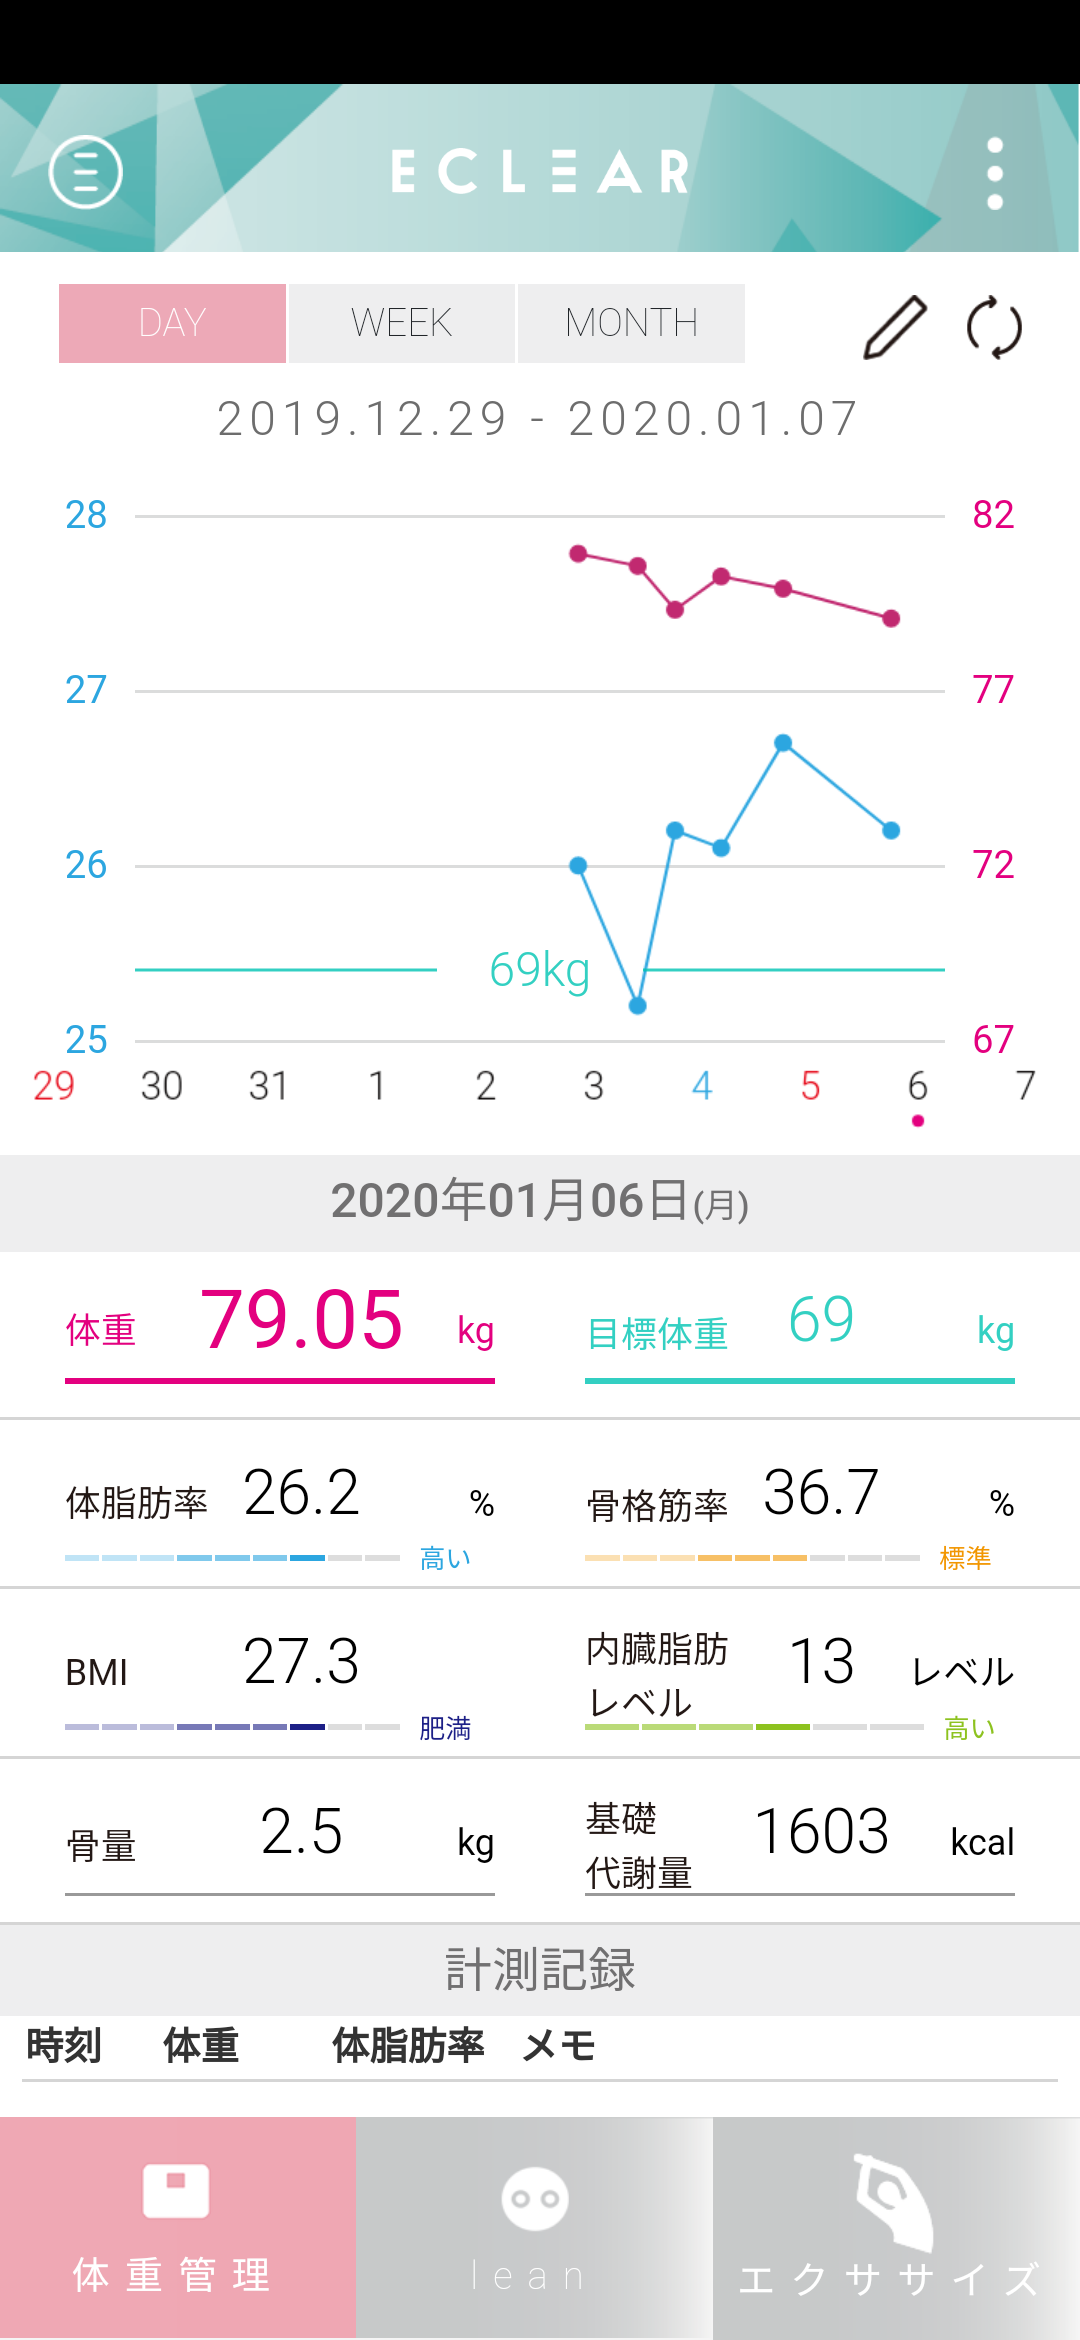 ECLEAR
DAY WEEK MONTH
2019.12.29 - 2020.01.07
28 82
27 77
26 72
69kg
25 67
29 30 31 1 2 3 4 5 6 7
2020年01月06日(月)
体重 79.05 kg 目標体重 69 kg
体脂肪率 26.2 % 骨格筋率 36.7 %
高い 標準
BMI 27.3 内臓脂肪 レベル 13 レベル
肥満 高い
骨量 2.5 kg 基礎 代謝量 1603 kcal
計測記録
時刻 体重 体脂肪率 メモ
体重管理 lean エクササイズ